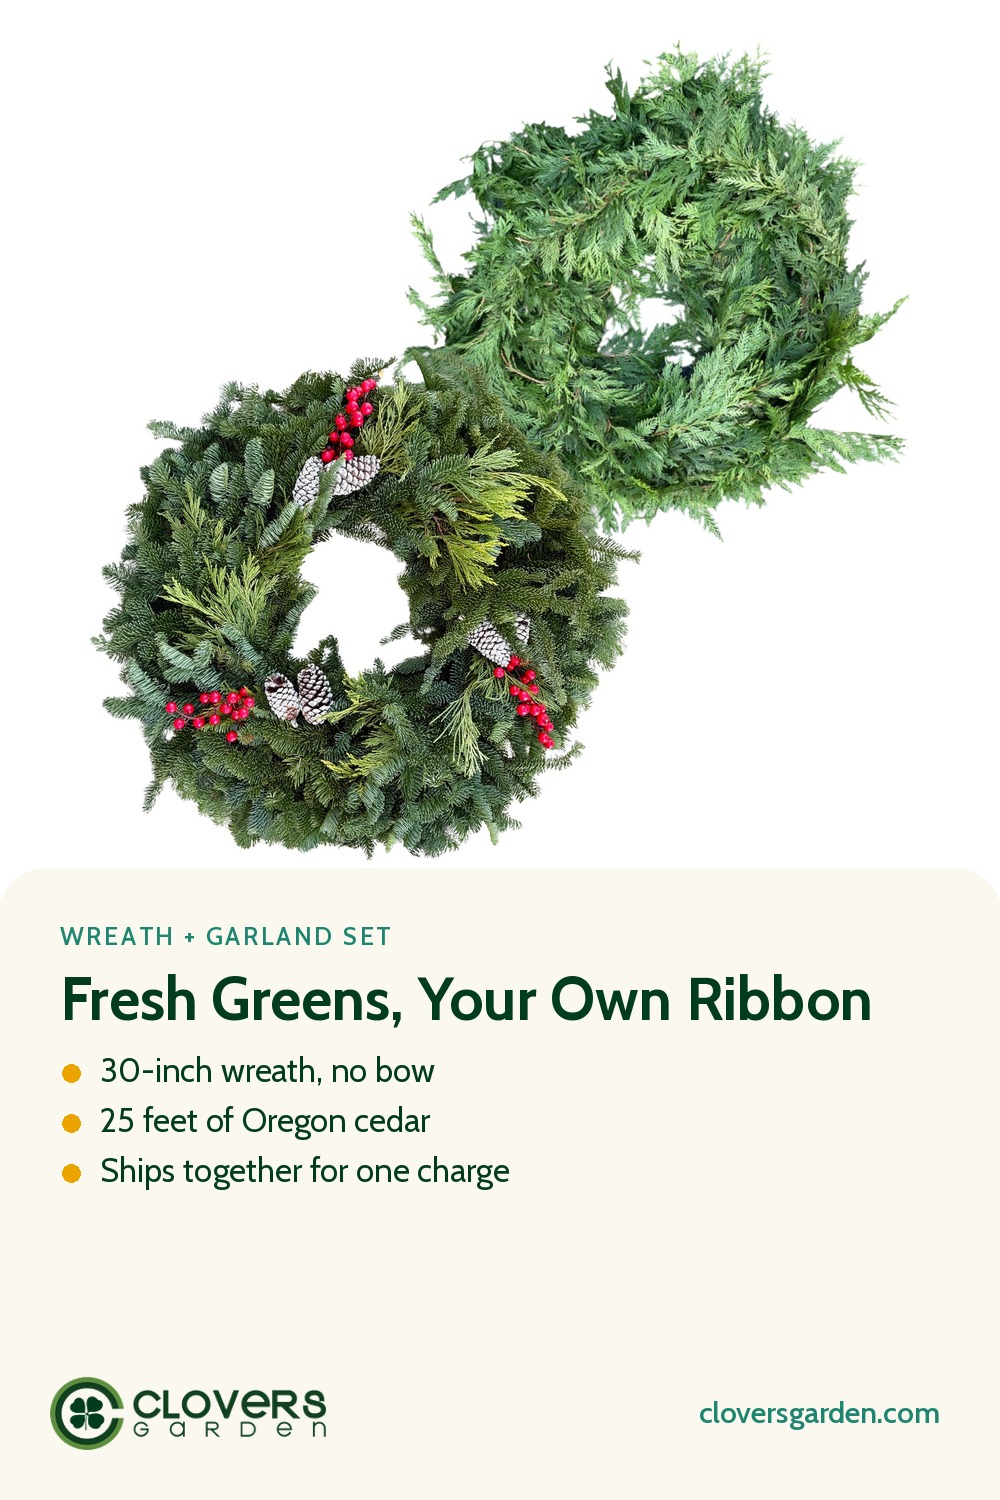 WREATH + GARLAND SET
Fresh Greens, Your Own Ribbon
30-inch wreath, no bow
25 feet of Oregon cedar
Ships together for one charge
CLOVERS
GARDEN
cloversgarden.com